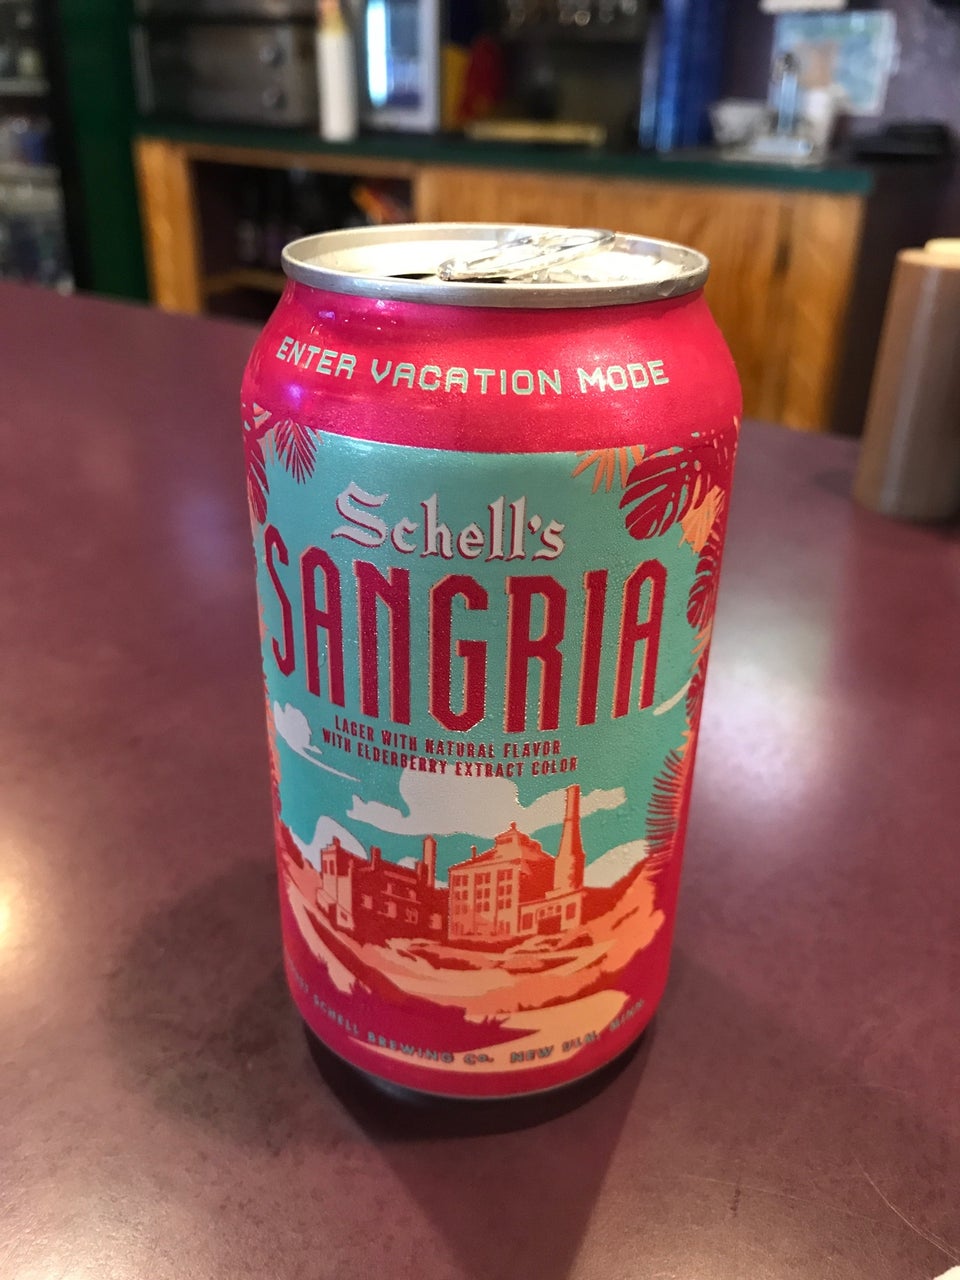 ENTER VACATION MODE
Schell's
SANGRIA
LAGER WITH NATURAL FLAVOR
WITH ELDERBERRY EXTRACT COLOR
SCHELL BREWING Co. NEW ULM, MINN.